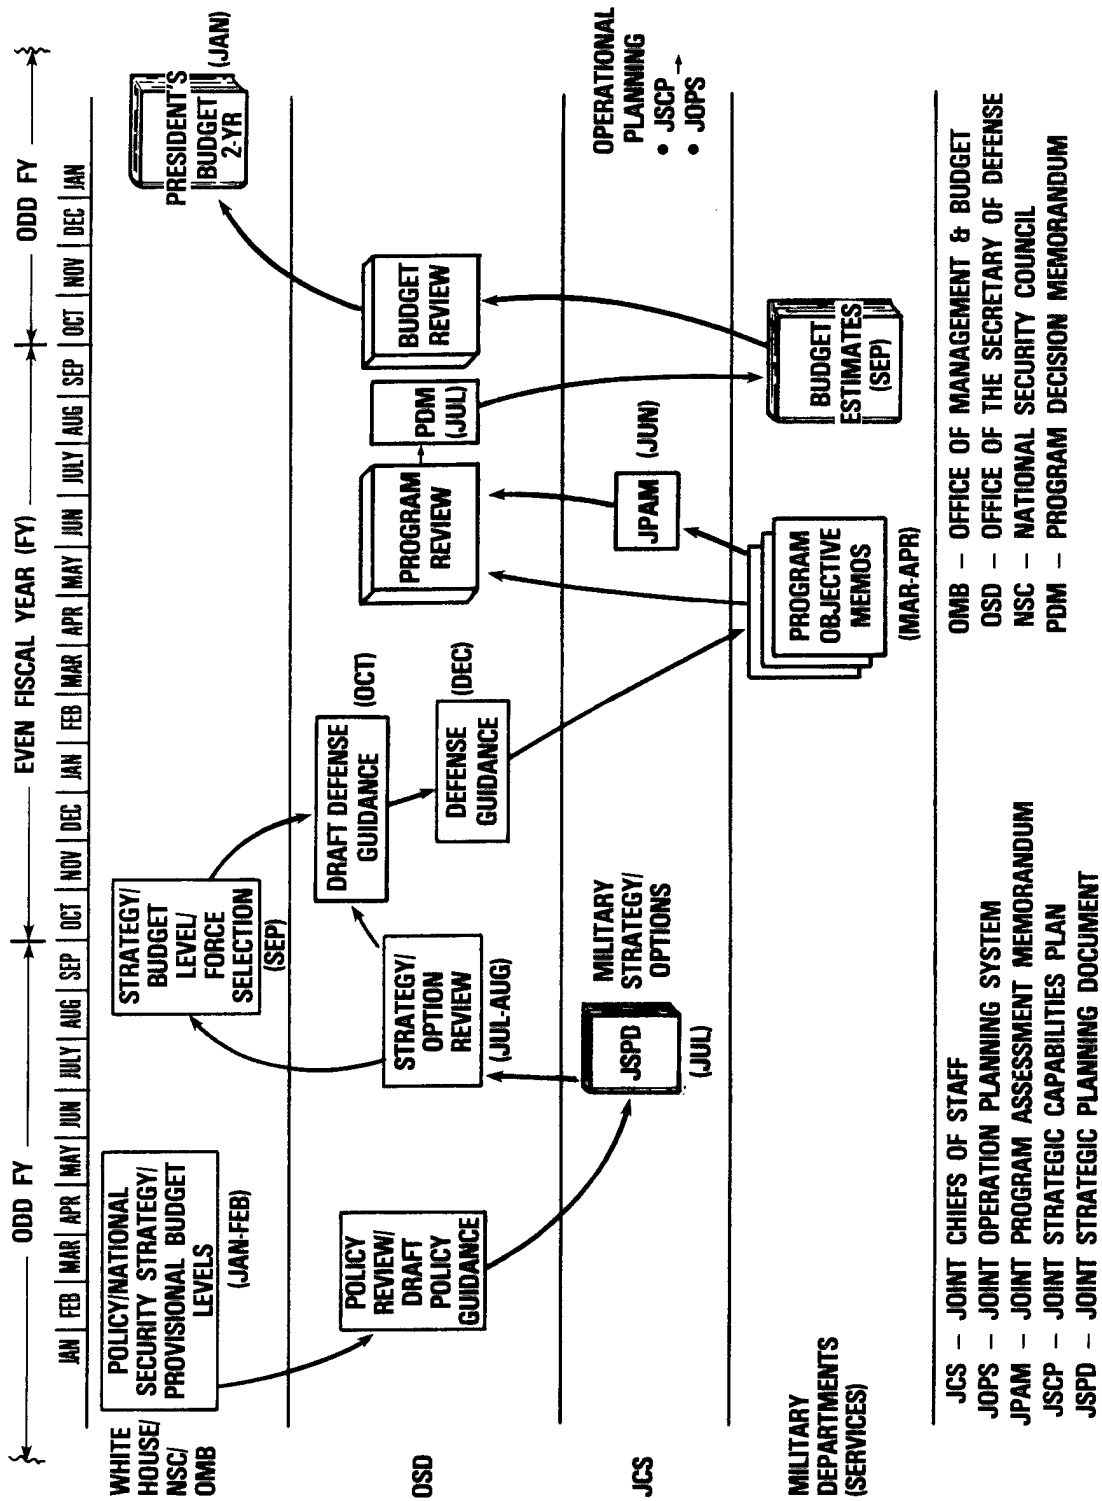 ODD FY
EVEN FISCAL YEAR (FY)
ODD FY
JAN | FEB | MAR | APR | MAY | JUN | JULY | AUG | SEP | OCT | NOV | DEC | JAN | FEB | MAR | APR | MAY | JUN | JULY | AUG | SEP | OCT | NOV | DEC | JAN
WHITE
HOUSE/
NSC/
OMB
POLICY/NATIONAL
SECURITY STRATEGY/
PROVISIONAL BUDGET
LEVELS
(JAN-FEB)
STRATEGY/
BUDGET
LEVEL/
FORCE
SELECTION
(SEP)
PRESIDENT'S
BUDGET
2-YR
(JAN)
OSD
POLICY
REVIEW/
DRAFT
POLICY
GUIDANCE
STRATEGY/
OPTION
REVIEW
(JUL-AUG)
DRAFT DEFENSE
GUIDANCE
(OCT)
DEFENSE
GUIDANCE
(DEC)
PROGRAM
REVIEW
PDM
(JUL)
BUDGET
REVIEW
JCS
JSPD
(JUL)
MILITARY
STRATEGY/
OPTIONS
JPAM
(JUN)
OPERATIONAL
PLANNING
• JSCP →
• JOPS
MILITARY
DEPARTMENTS
(SERVICES)
PROGRAM
OBJECTIVE
MEMOS
(MAR-APR)
BUDGET
ESTIMATES
(SEP)
JCS – JOINT CHIEFS OF STAFF
JOPS – JOINT OPERATION PLANNING SYSTEM
JPAM – JOINT PROGRAM ASSESSMENT MEMORANDUM
JSCP – JOINT STRATEGIC CAPABILITIES PLAN
JSPD – JOINT STRATEGIC PLANNING DOCUMENT
OMB – OFFICE OF MANAGEMENT & BUDGET
OSD – OFFICE OF THE SECRETARY OF DEFENSE
NSC – NATIONAL SECURITY COUNCIL
PDM – PROGRAM DECISION MEMORANDUM